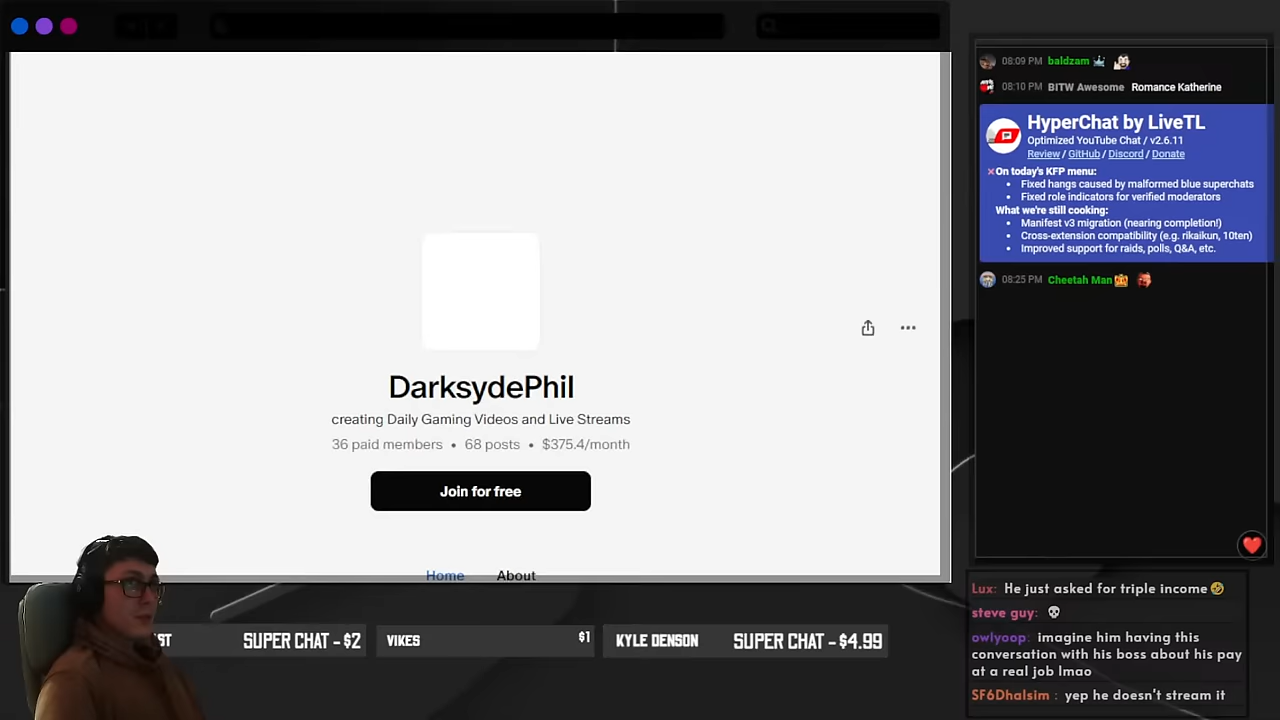 DarksydePhil
creating Daily Gaming Videos and Live Streams
36 paid members • 68 posts • $375.4/month
Join for free
Home About
ST SUPER CHAT - $2 VIKES $1 KYLE DENSON SUPER CHAT - $4.99
08:09 PM baldzam
08:10 PM BITW Awesome Romance Katherine
HyperChat by LiveTL
Optimized YouTube Chat / v2.6.11
Review / GitHub / Discord / Donate
On today's KFP menu:
• Fixed hangs caused by malformed blue superchats
• Fixed role indicators for verified moderators
What we're still cooking:
• Manifest v3 migration (nearing completion!)
• Cross-extension compatibility (e.g. rikaikun, 10ten)
• Improved support for raids, polls, Q&A, etc.
08:25 PM Cheetah Man
Lux: He just asked for triple income 🤣
steve guy: 💀
owlyoop: imagine him having this
conversation with his boss about his pay
at a real job lmao
SF6Dhalsim : yep he doesn't stream it